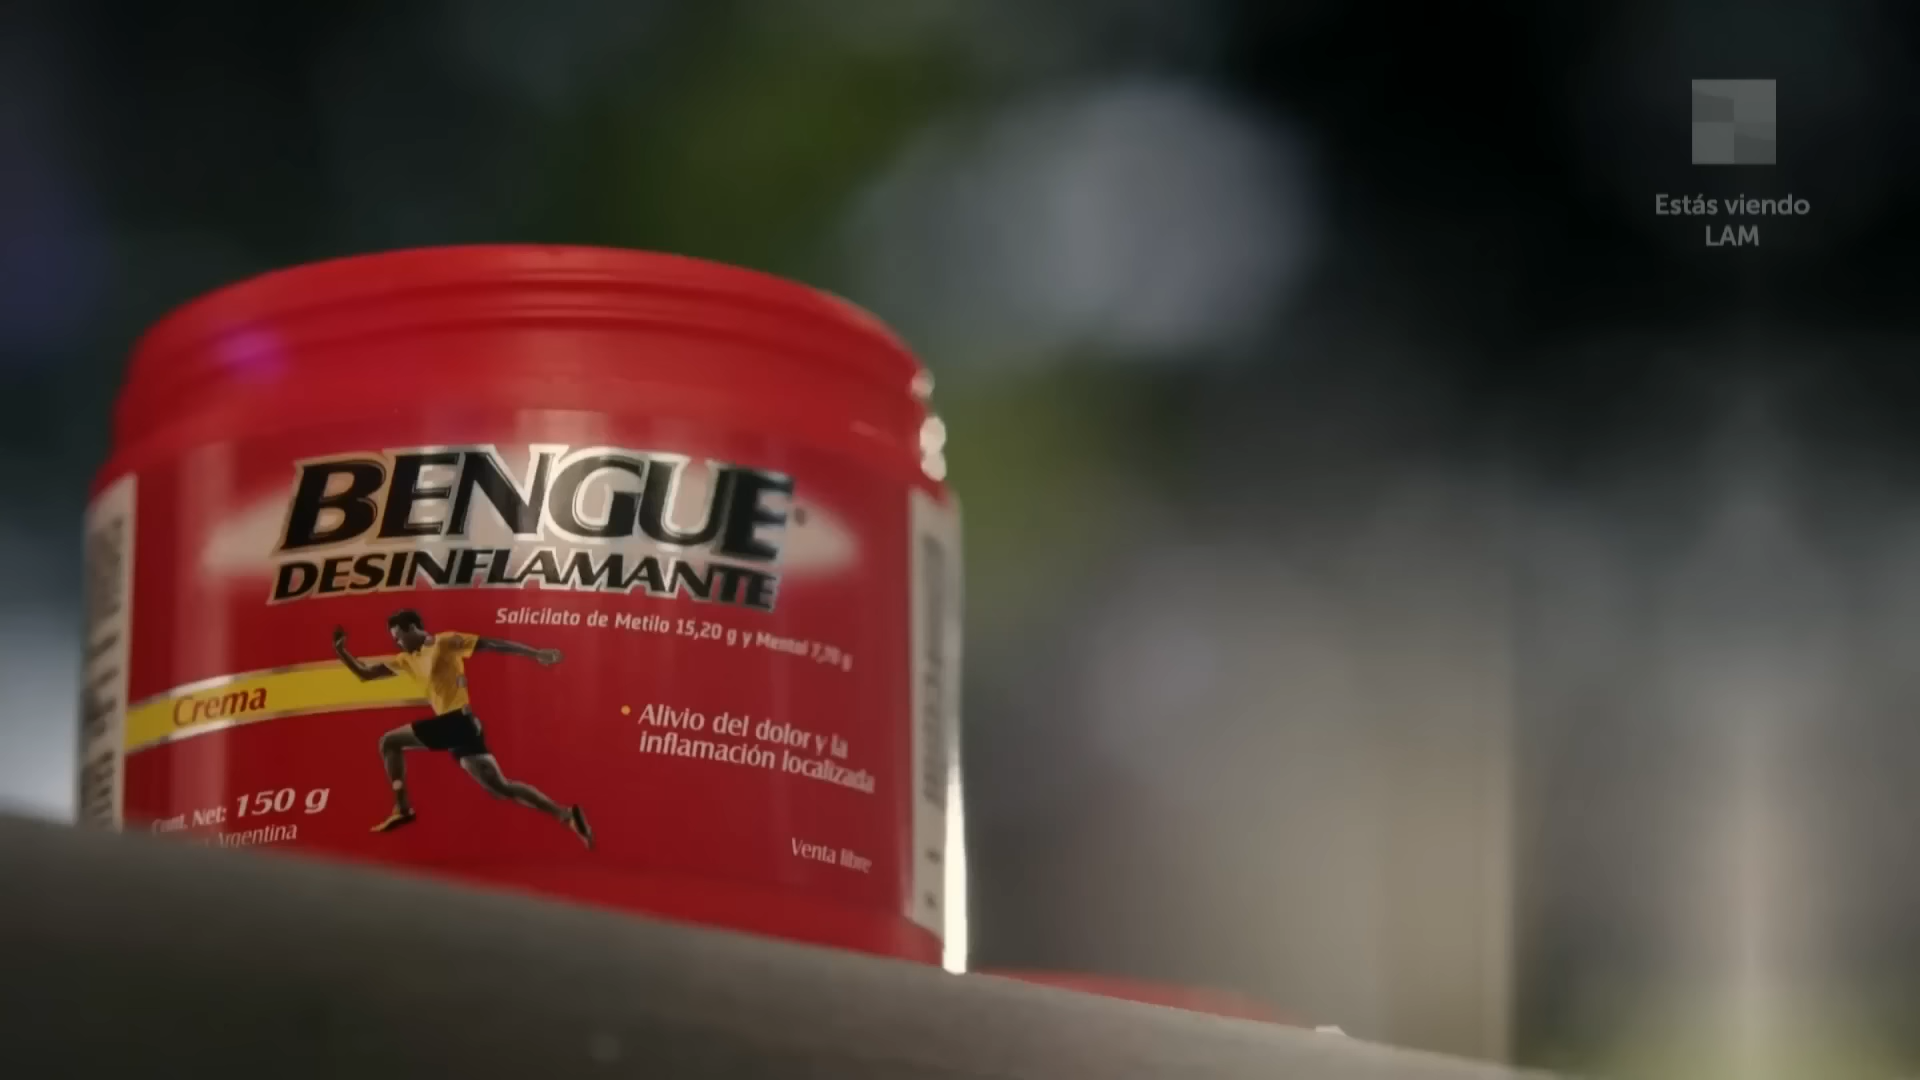 Estás viendo
LAM
BENGUE
DESINFLAMANTE
Salicilato de Metilo 15,20 g y Mentol 7,70 g
Crema
Alivio del dolor y la
inflamación localizada
Cont. Net: 150 g
Argentina
Venta libre